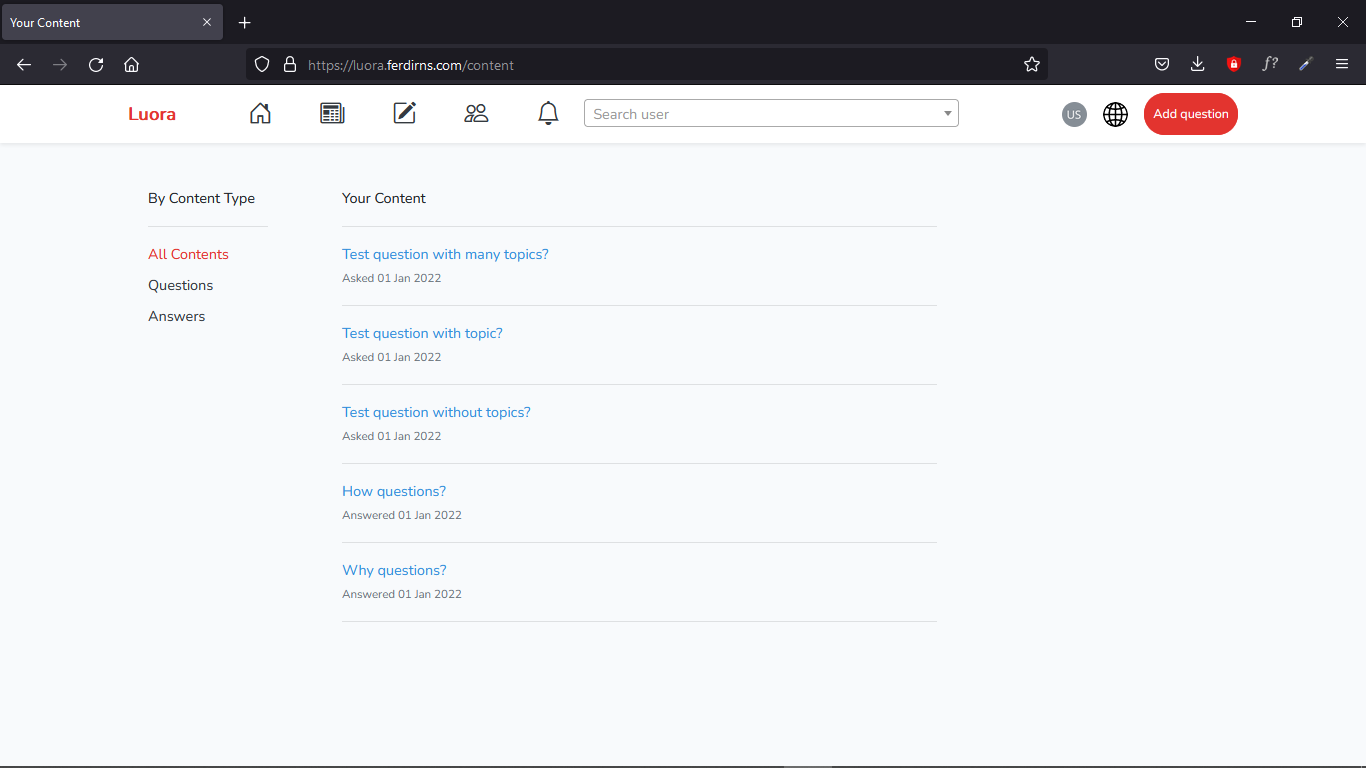 Your Content
https://luora.ferdirns.com/content
f?
Luora
Search user
US
Add question
By Content Type
All Contents
Questions
Answers
Your Content
Test question with many topics?
Asked 01 Jan 2022
Test question with topic?
Asked 01 Jan 2022
Test question without topics?
Asked 01 Jan 2022
How questions?
Answered 01 Jan 2022
Why questions?
Answered 01 Jan 2022